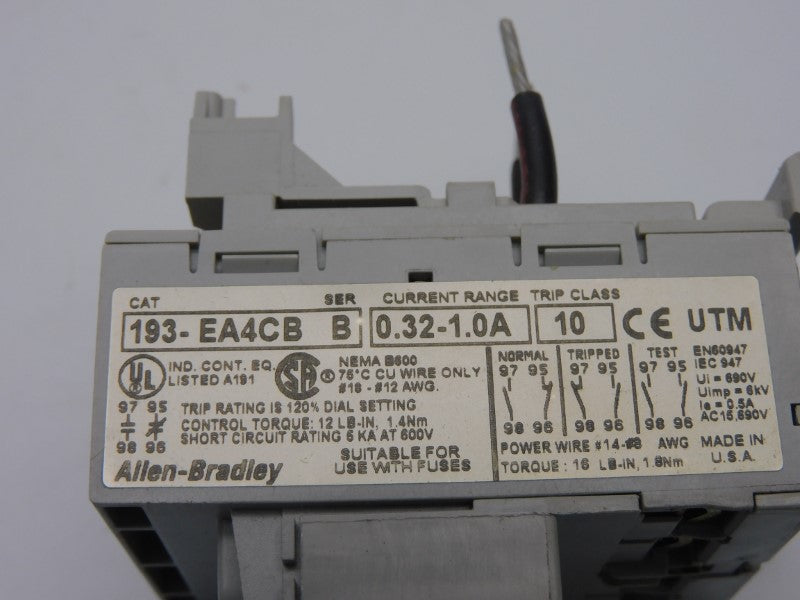 CAT SER CURRENT RANGE TRIP CLASS
193- EA4CB B 0.32-1.0A 10 CE UTM
UL IND. CONT. EQ. LISTED A191
SA NEMA B600 75°C CU WIRE ONLY #18 - #12 AWG.
97 95
98 96
TRIP RATING IS 120% DIAL SETTING
CONTROL TORQUE: 12 LB-IN, 1.4Nm
SHORT CIRCUIT RATING 5 KA AT 600V
SUITABLE FOR
USE WITH FUSES
Allen-Bradley
NORMAL TRIPPED TEST
97 95 97 95 97 95
98 96 98 96 98 96
EN60947
IEC 947
Ui = 690V
Uimp = 6kV
Ie = 0.5A
AC15,690V
POWER WIRE #14-#8 AWG MADE IN
TORQUE : 16 LB-IN, 1.8Nm U.S.A.